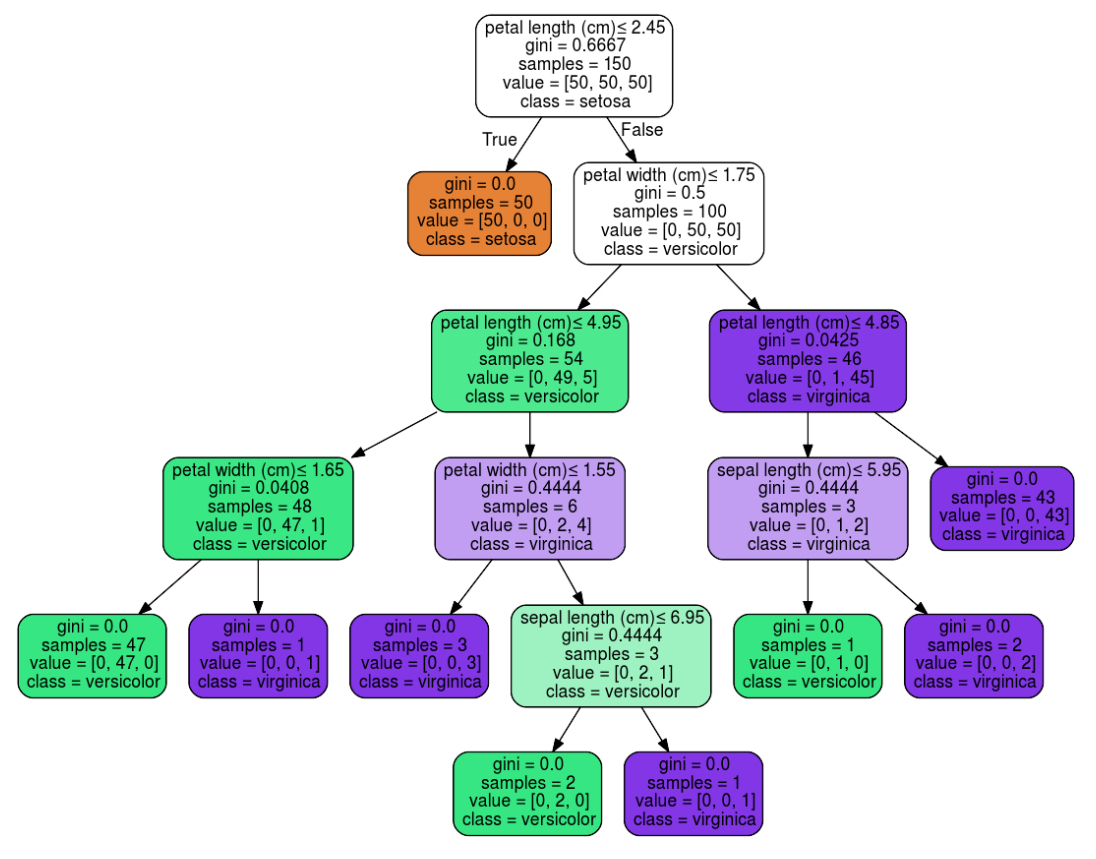 petal length (cm)≤ 2.45
gini = 0.6667
samples = 150
value = [50, 50, 50]
class = setosa
True
False
gini = 0.0
samples = 50
value = [50, 0, 0]
class = setosa
petal width (cm)≤ 1.75
gini = 0.5
samples = 100
value = [0, 50, 50]
class = versicolor
petal length (cm)≤ 4.95
gini = 0.168
samples = 54
value = [0, 49, 5]
class = versicolor
petal length (cm)≤ 4.85
gini = 0.0425
samples = 46
value = [0, 1, 45]
class = virginica
petal width (cm)≤ 1.65
gini = 0.0408
samples = 48
value = [0, 47, 1]
class = versicolor
petal width (cm)≤ 1.55
gini = 0.4444
samples = 6
value = [0, 2, 4]
class = virginica
sepal length (cm)≤ 5.95
gini = 0.4444
samples = 3
value = [0, 1, 2]
class = virginica
gini = 0.0
samples = 43
value = [0, 0, 43]
class = virginica
gini = 0.0
samples = 47
value = [0, 47, 0]
class = versicolor
gini = 0.0
samples = 1
value = [0, 0, 1]
class = virginica
gini = 0.0
samples = 3
value = [0, 0, 3]
class = virginica
sepal length (cm)≤ 6.95
gini = 0.4444
samples = 3
value = [0, 2, 1]
class = versicolor
gini = 0.0
samples = 1
value = [0, 1, 0]
class = versicolor
gini = 0.0
samples = 2
value = [0, 0, 2]
class = virginica
gini = 0.0
samples = 2
value = [0, 2, 0]
class = versicolor
gini = 0.0
samples = 1
value = [0, 0, 1]
class = virginica